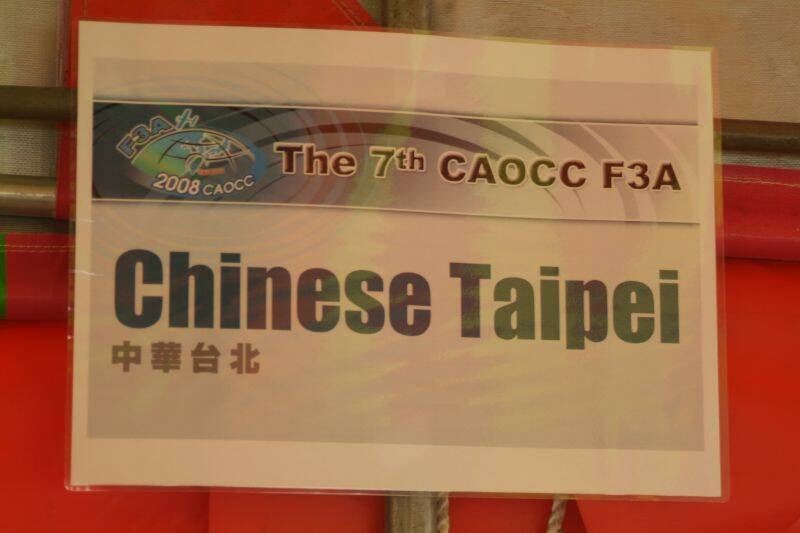 F3A
2008 CAOCC
The 7th CAOCC F3A
Chinese Taipei
中華台北